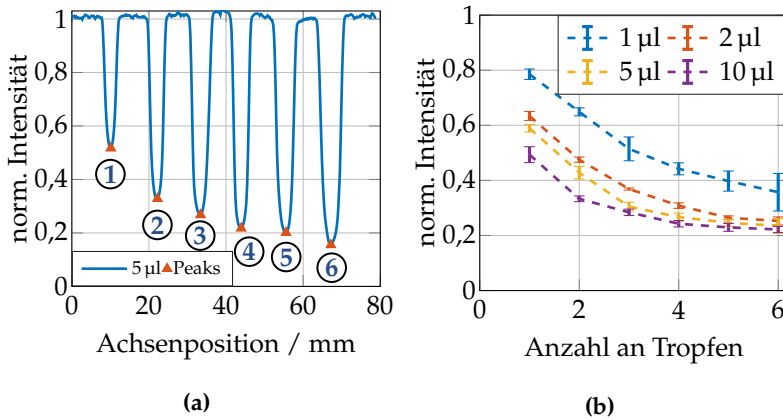 norm. Intensität
1
0,8
0,6
0,4
0,2
0
1
2
3
4
5
6
5 µl Peaks
0 20 40 60 80
Achsenposition / mm
(a)
norm. Intensität
1
0,8
0,6
0,4
0,2
0
1 µl 2 µl
5 µl 10 µl
0 2 4 6
Anzahl an Tropfen
(b)